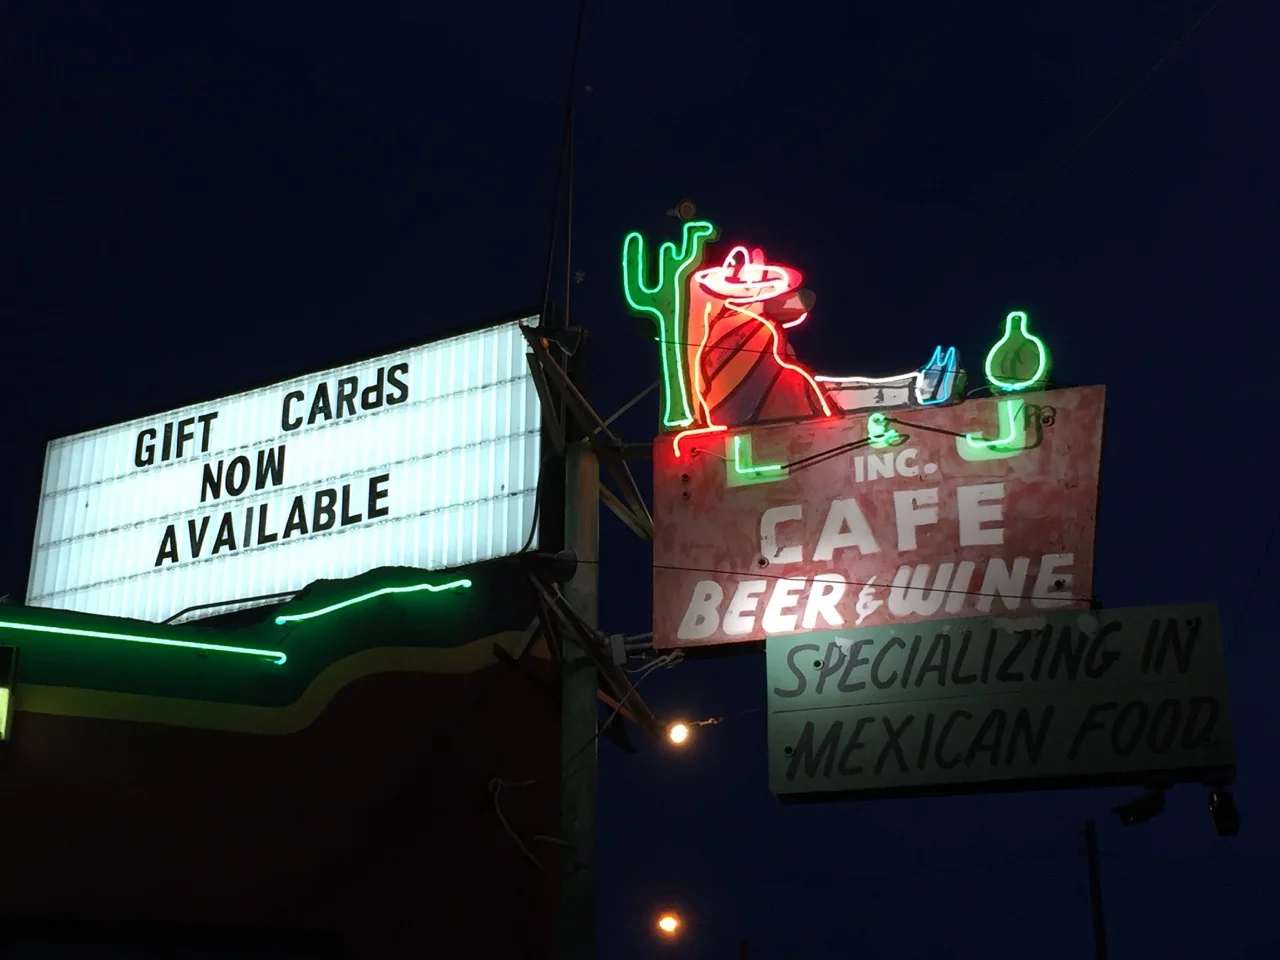 GIFT CARdS
NOW
AVAILABLE
L & J
INC.
CAFE
BEER & WINE
SPECIALIZING IN
MEXICAN FOOD